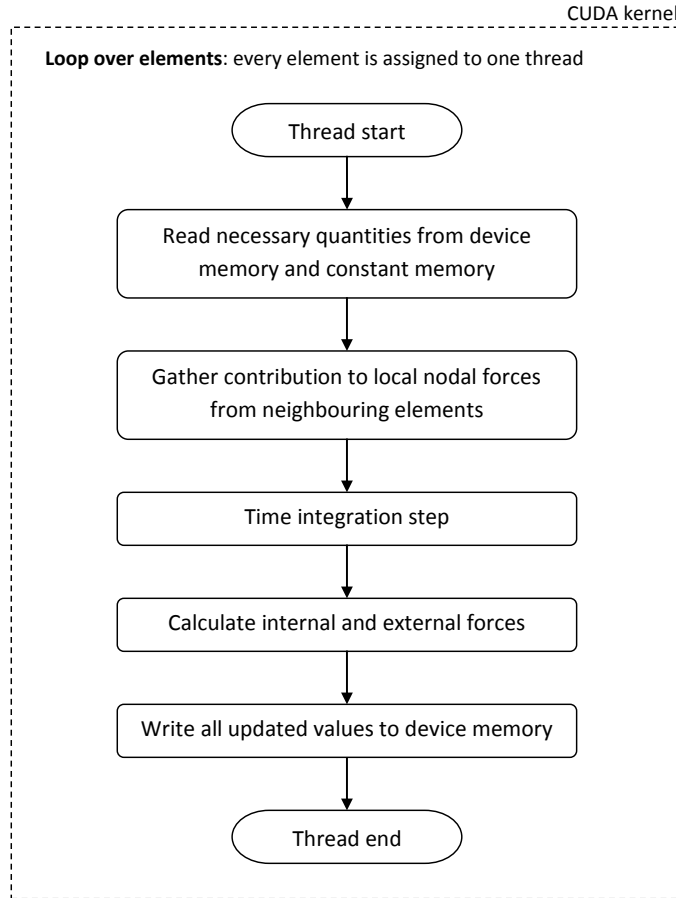 CUDA kernel
Loop over elements: every element is assigned to one thread
Thread start
Read necessary quantities from device
memory and constant memory
Gather contribution to local nodal forces
from neighbouring elements
Time integration step
Calculate internal and external forces
Write all updated values to device memory
Thread end